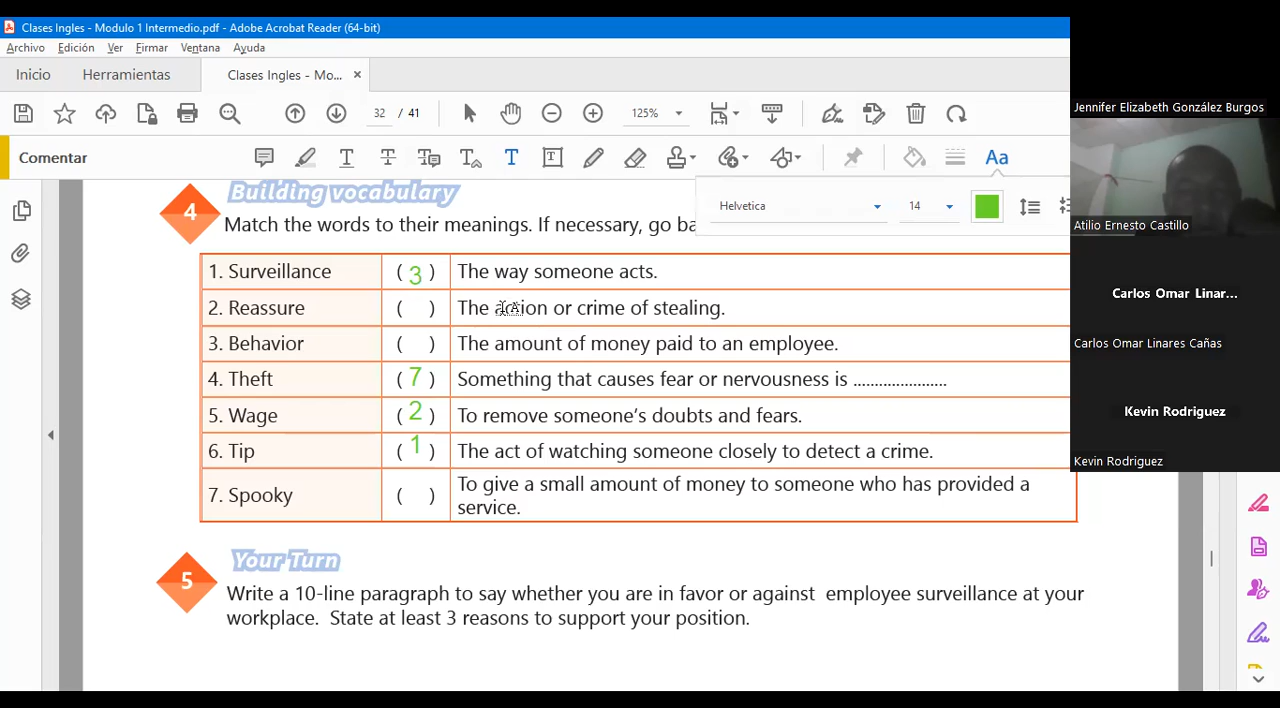 Clases Ingles - Modulo 1 Intermedio.pdf - Adobe Acrobat Reader (64-bit)
Archivo Edición Ver Firmar Ventana Ayuda
Inicio Herramientas Clases Ingles - Mo... ×
32 / 41 125%
Comentar
Helvetica 14
4 Building vocabulary
Match the words to their meanings. If necessary, go ba
1. Surveillance ( 3 ) The way someone acts.
2. Reassure ( ) The action or crime of stealing.
3. Behavior ( ) The amount of money paid to an employee.
4. Theft ( 7 ) Something that causes fear or nervousness is .....................
5. Wage ( 2 ) To remove someone's doubts and fears.
6. Tip ( 1 ) The act of watching someone closely to detect a crime.
7. Spooky ( ) To give a small amount of money to someone who has provided a
service.
5 Your Turn
Write a 10-line paragraph to say whether you are in favor or against employee surveillance at your
workplace. State at least 3 reasons to support your position.
Jennifer Elizabeth González Burgos
Atilio Ernesto Castillo
Carlos Omar Linar...
Carlos Omar Linares Cañas
Kevin Rodriguez
Kevin Rodriguez